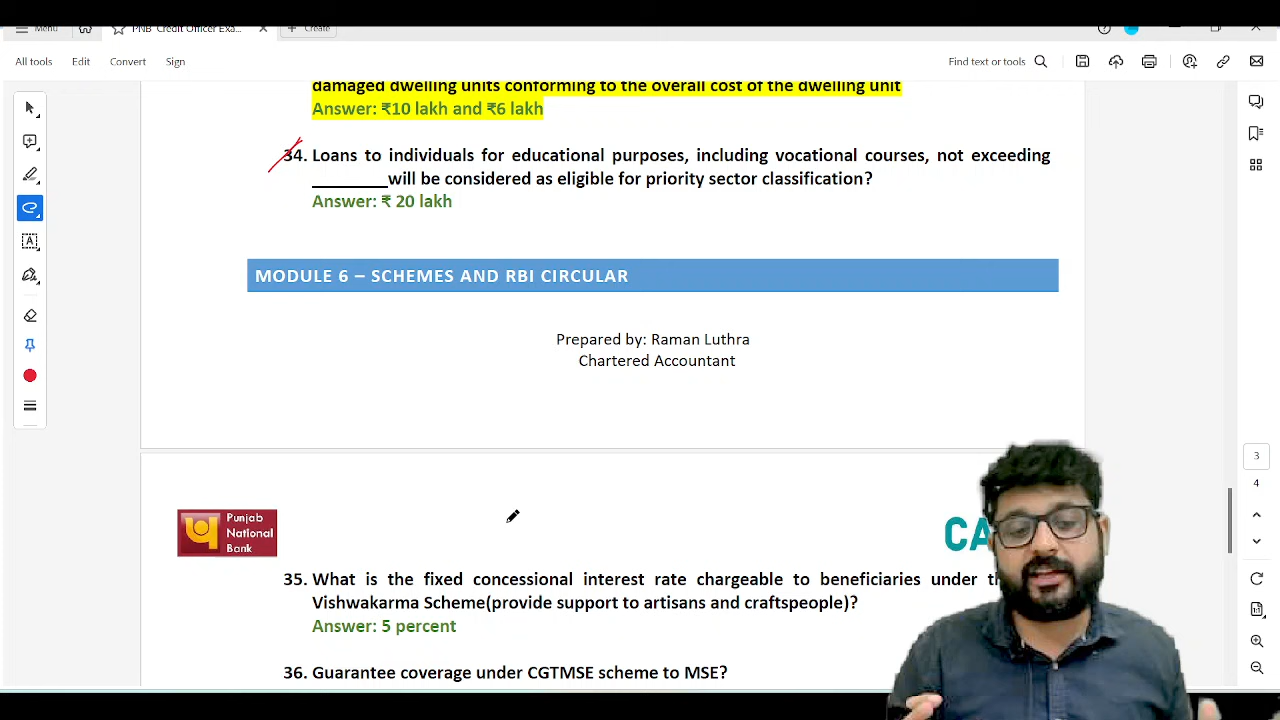 Menu
PNB Credit Officer Exa...
Create
All tools Edit Convert Sign
Find text or tools
damaged dwelling units conforming to the overall cost of the dwelling unit
Answer: ₹10 lakh and ₹6 lakh
34. Loans to individuals for educational purposes, including vocational courses, not exceeding
________will be considered as eligible for priority sector classification?
Answer: ₹ 20 lakh
MODULE 6 – SCHEMES AND RBI CIRCULAR
Prepared by: Raman Luthra
Chartered Accountant
3
4
Punjab
National
Bank
CA
35. What is the fixed concessional interest rate chargeable to beneficiaries under
Vishwakarma Scheme(provide support to artisans and craftspeople)?
Answer: 5 percent
36. Guarantee coverage under CGTMSE scheme to MSE?